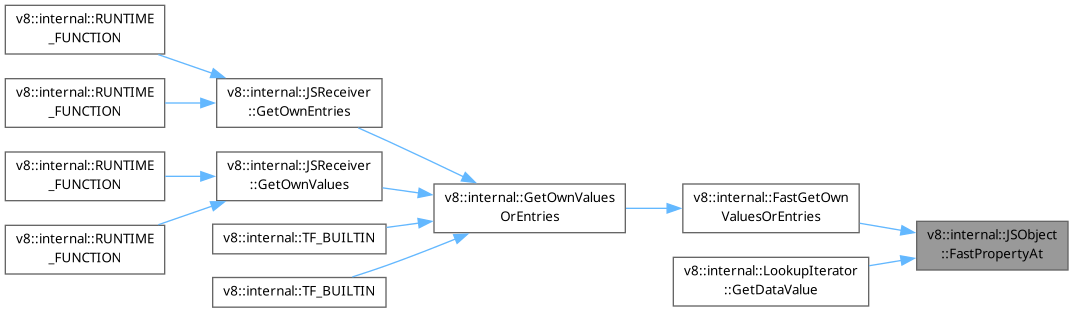 v8::internal::RUNTIME
_FUNCTION
v8::internal::RUNTIME
_FUNCTION
v8::internal::RUNTIME
_FUNCTION
v8::internal::RUNTIME
_FUNCTION
v8::internal::JSReceiver
::GetOwnEntries
v8::internal::JSReceiver
::GetOwnValues
v8::internal::TF_BUILTIN
v8::internal::TF_BUILTIN
v8::internal::GetOwnValues
OrEntries
v8::internal::FastGetOwn
ValuesOrEntries
v8::internal::LookupIterator
::GetDataValue
v8::internal::JSObject
::FastPropertyAt